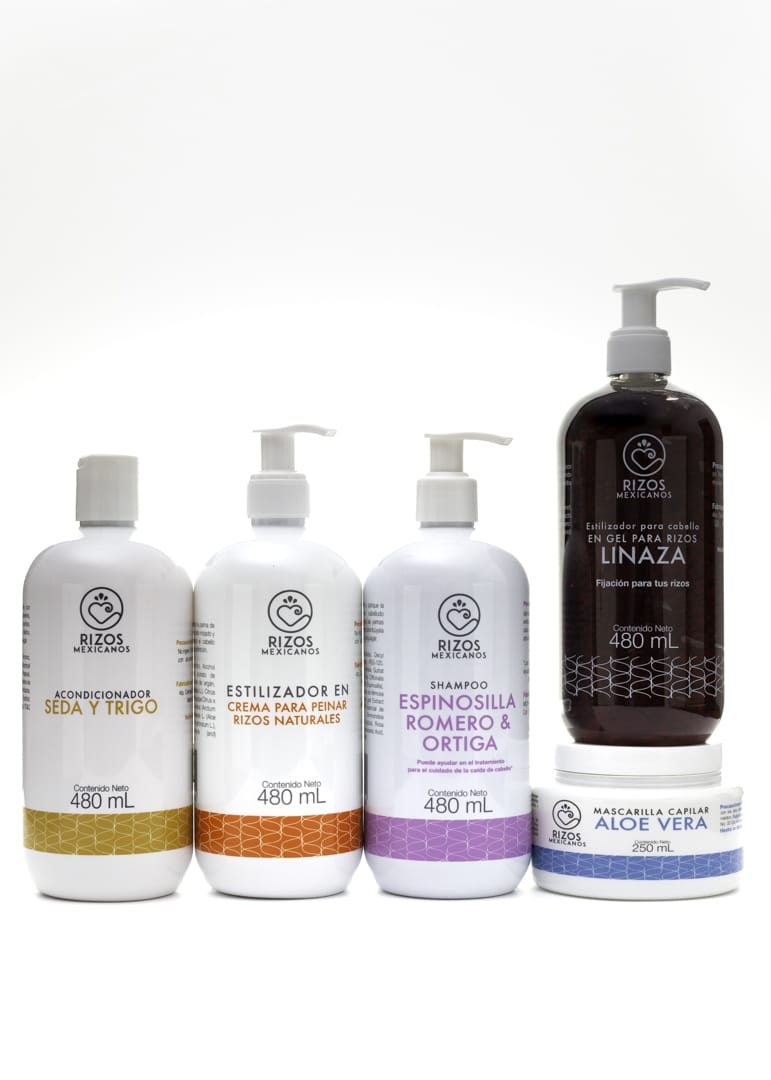 RIZOS
MEXICANOS
ACONDICIONADOR
SEDA Y TRIGO
Contenido Neto
480 mL
RIZOS
MEXICANOS
ESTILIZADOR EN
CREMA PARA PEINAR
RIZOS NATURALES
Contenido Neto
480 mL
RIZOS
MEXICANOS
SHAMPOO
ESPINOSILLA
ROMERO &
ORTIGA
Puede ayudar en el tratamiento
para el cuidado de la caída de cabello*
Contenido Neto
480 mL
RIZOS
MEXICANOS
Estilizador para cabello
EN GEL PARA RIZOS
LINAZA
Fijación para tus rizos
Contenido Neto
480 mL
RIZOS
MEXICANOS
MASCARILLA CAPILAR
ALOE VERA
Contenido Neto
250 mL